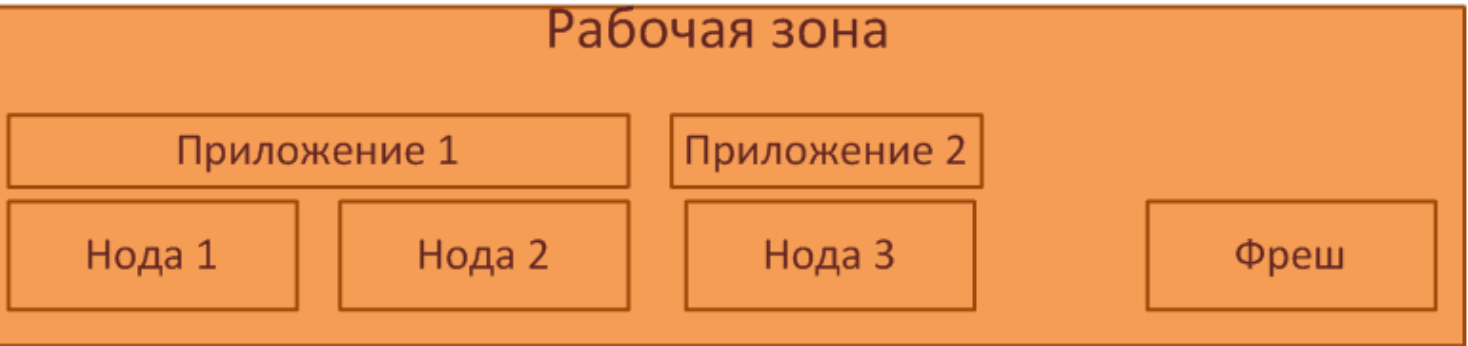 Рабочая зона
Приложение 1
Приложение 2
Нода 1
Нода 2
Нода 3
Фреш